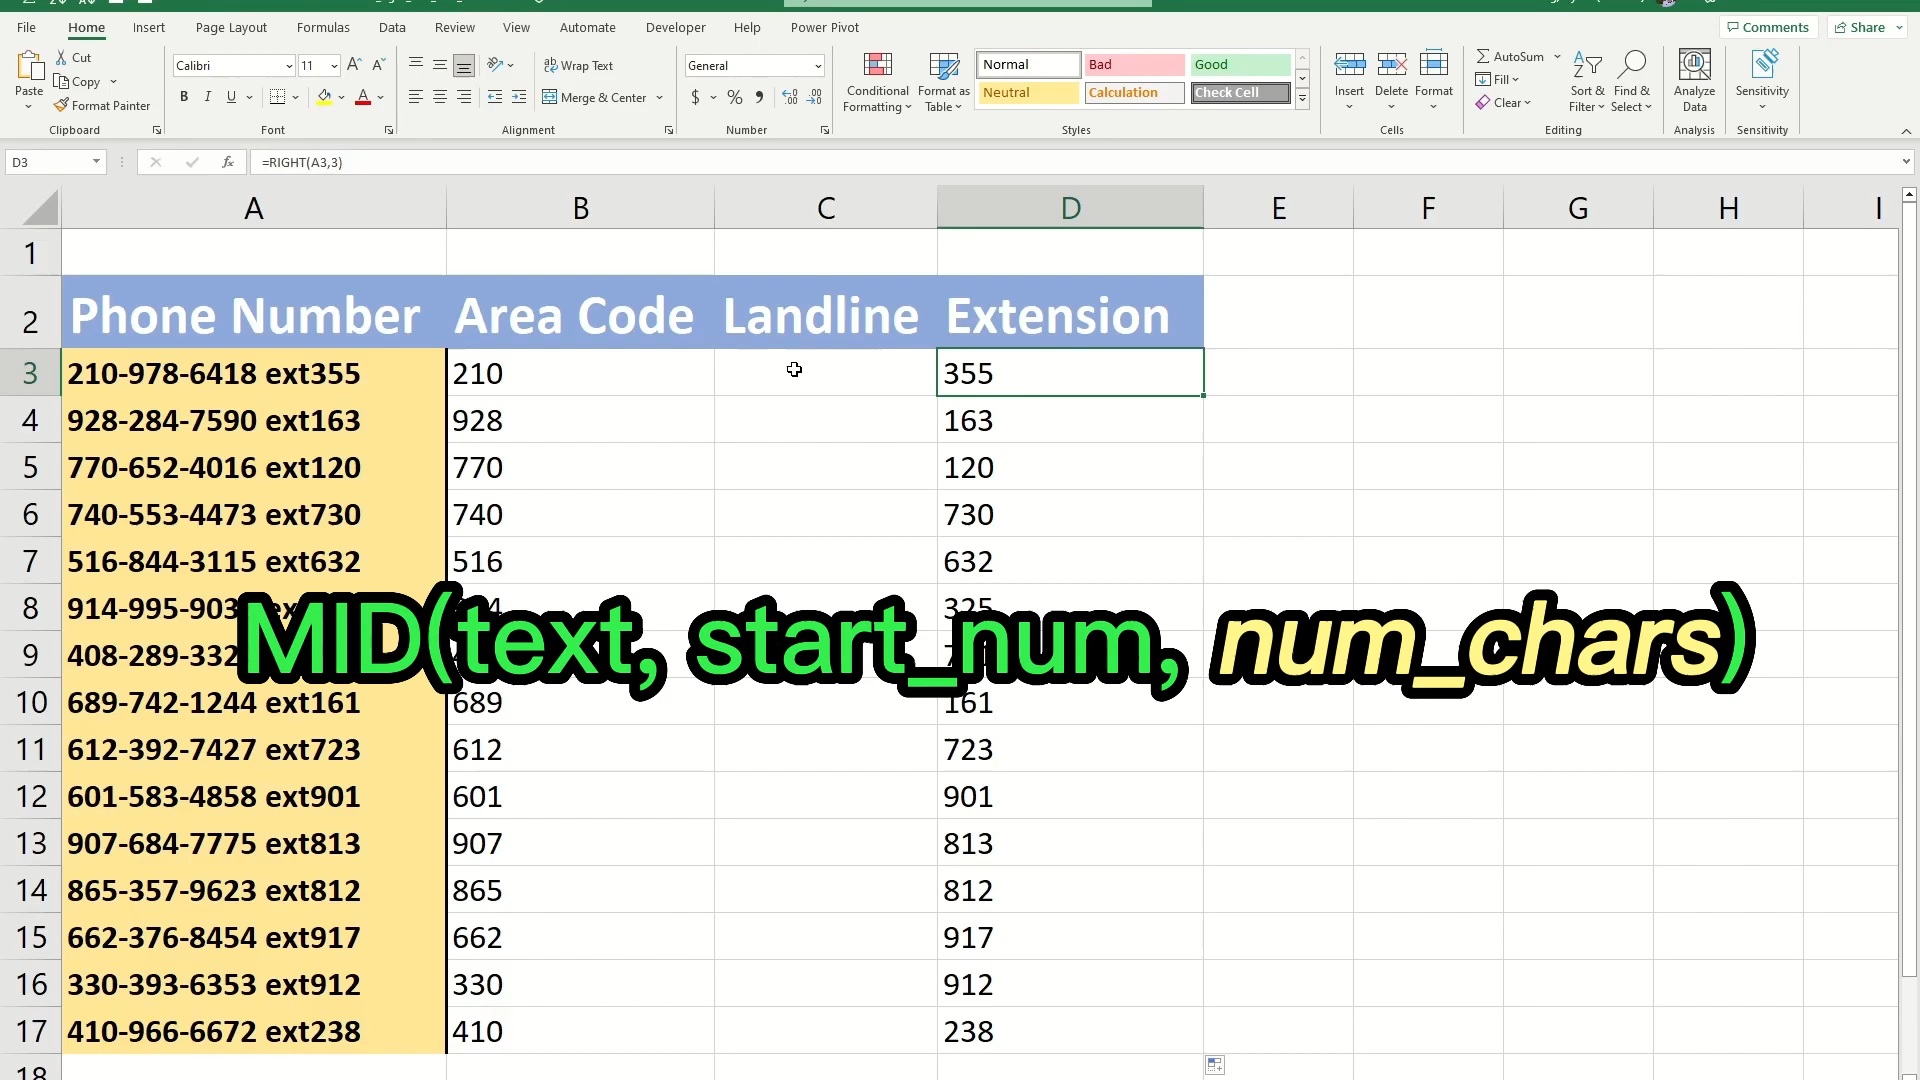 File Home Insert Page Layout Formulas Data Review View Automate Developer Help Power Pivot Comments Share
Paste Cut Copy Format Painter Clipboard
Calibri 11 B I U A Font
Wrap Text Merge & Center Alignment
General $ % Number
Conditional Formatting Format as Table
Normal Bad Good
Neutral Calculation Check Cell
Styles
Insert Delete Format Cells
AutoSum Fill Clear Sort & Filter Find & Select Editing
Analyze Data Analysis
Sensitivity Sensitivity
D3 fx =RIGHT(A3,3)
A B C D E F G H I
1
2 Phone Number Area Code Landline Extension
3 210-978-6418 ext355 210 355
4 928-284-7590 ext163 928 163
5 770-652-4016 ext120 770 120
6 740-553-4473 ext730 740 730
7 516-844-3115 ext632 516 632
8 914-995-903 325
MID(text, start_num, num_chars)
9 408-289-332
10 689-742-1244 ext161 689 161
11 612-392-7427 ext723 612 723
12 601-583-4858 ext901 601 901
13 907-684-7775 ext813 907 813
14 865-357-9623 ext812 865 812
15 662-376-8454 ext917 662 917
16 330-393-6353 ext912 330 912
17 410-966-6672 ext238 410 238
18